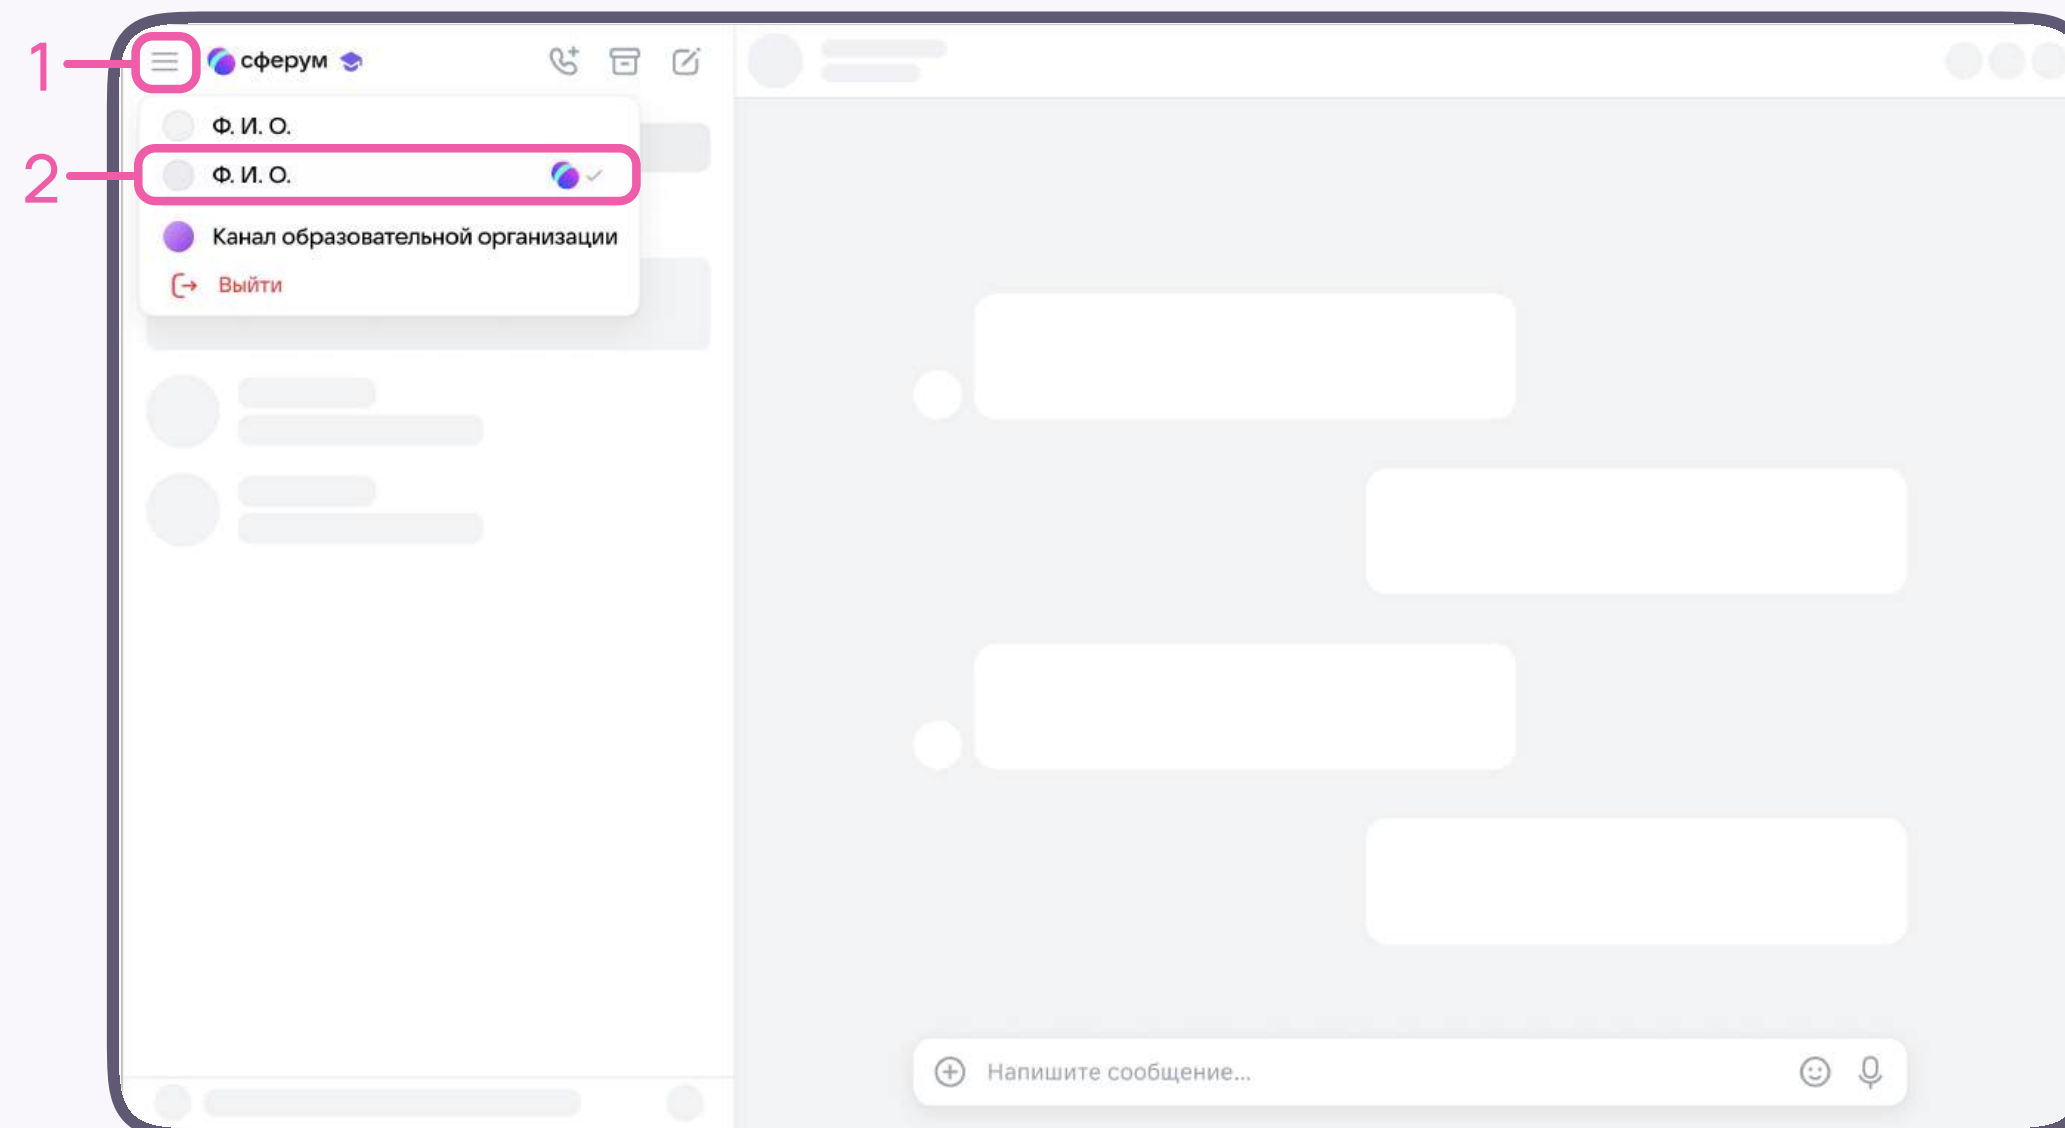 1
сферум
Ф. И. О.
2
Ф. И. О.
Канал образовательной организации
Выйти
Напишите сообщение...